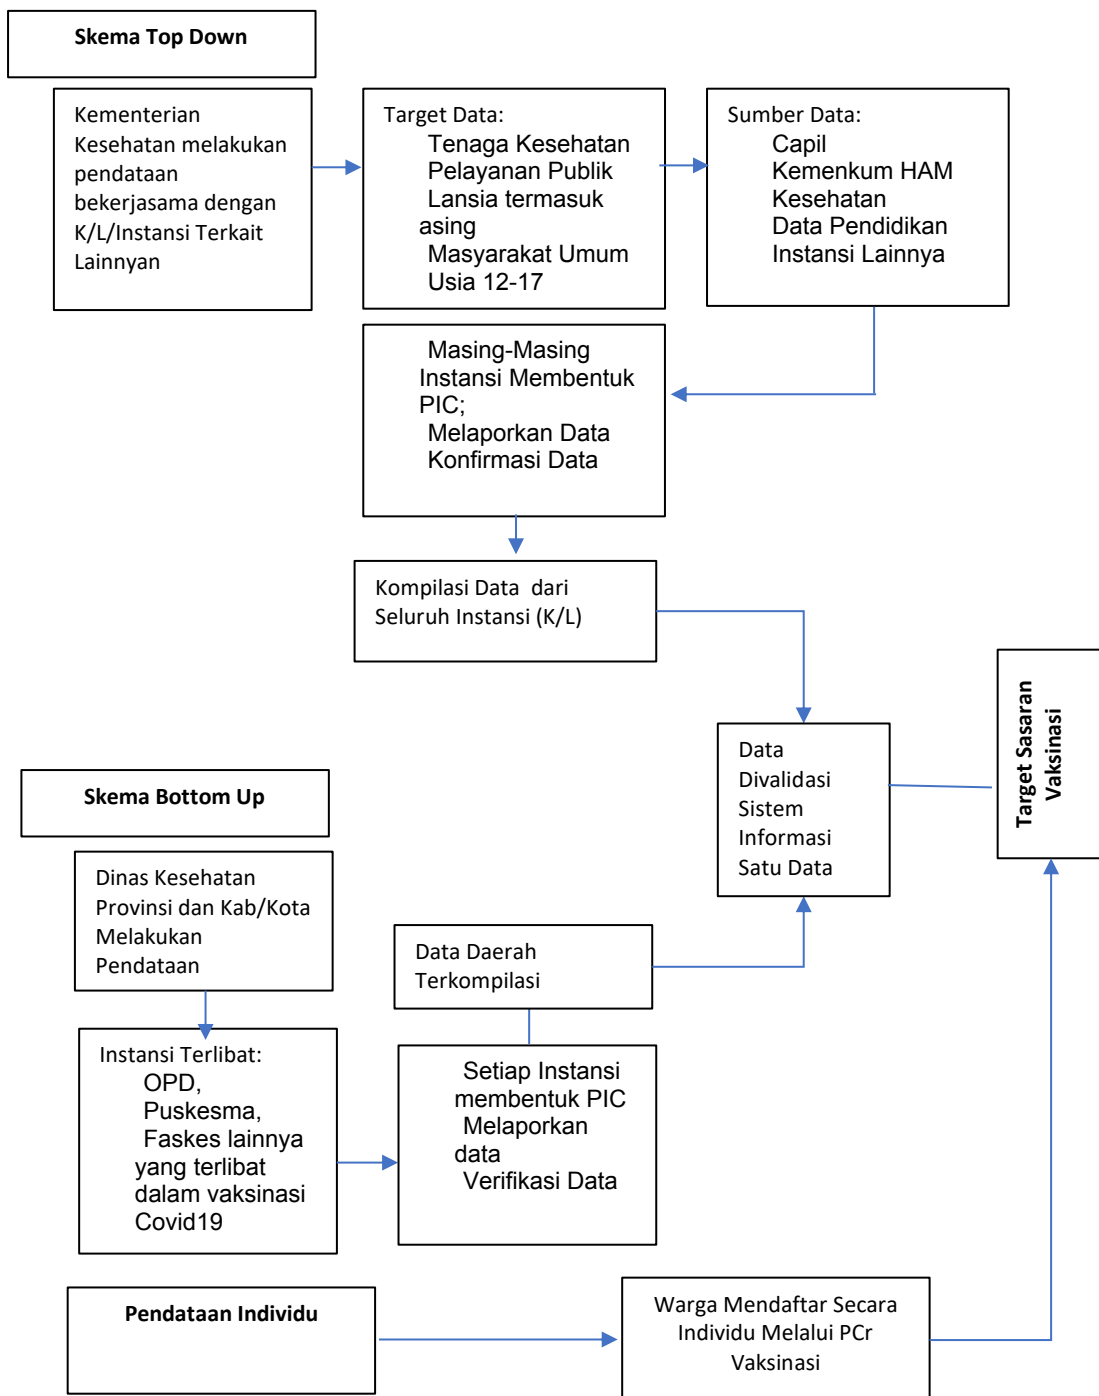 Skema Top Down
Kementerian
Kesehatan melakukan
pendataan
bekerjasama dengan
K/L/Instansi Terkait
Lainnyan
Target Data:
Tenaga Kesehatan
Pelayanan Publik
Lansia termasuk
asing
Masyarakat Umum
Usia 12-17
Sumber Data:
Capil
Kemenkum HAM
Kesehatan
Data Pendidikan
Instansi Lainnya
Masing-Masing
Instansi Membentuk
PIC;
Melaporkan Data
Konfirmasi Data
Kompilasi Data dari
Seluruh Instansi (K/L)
Data
Divalidasi
Sistem
Informasi
Satu Data
Target Sasaran
Vaksinasi
Skema Bottom Up
Dinas Kesehatan
Provinsi dan Kab/Kota
Melakukan
Pendataan
Data Daerah
Terkompilasi
Instansi Terlibat:
OPD,
Puskesma,
Faskes lainnya
yang terlibat
dalam vaksinasi
Covid19
Setiap Instansi
membentuk PIC
Melaporkan
data
Verifikasi Data
Pendataan Individu
Warga Mendaftar Secara
Individu Melalui PCr
Vaksinasi